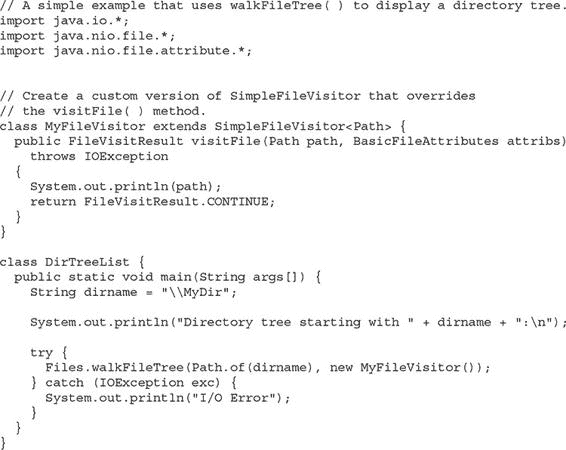 // A simple example that uses walkFileTree( ) to display a directory tree.
import java.io.*;
import java.nio.file.*;
import java.nio.file.attribute.*;
// Create a custom version of SimpleFileVisitor that overrides
// the visitFile( ) method.
class MyFileVisitor extends SimpleFileVisitor<Path> {
  public FileVisitResult visitFile(Path path, BasicFileAttributes attribs)
    throws IOException
  {
    System.out.println(path);
    return FileVisitResult.CONTINUE;
  }
}
class DirTreeList {
  public static void main(String args[]) {
    String dirname = "\\MyDir";
    System.out.println("Directory tree starting with " + dirname + ":\n");
    try {
      Files.walkFileTree(Path.of(dirname), new MyFileVisitor());
    } catch (IOException exc) {
      System.out.println("I/O Error");
    }
  }
}